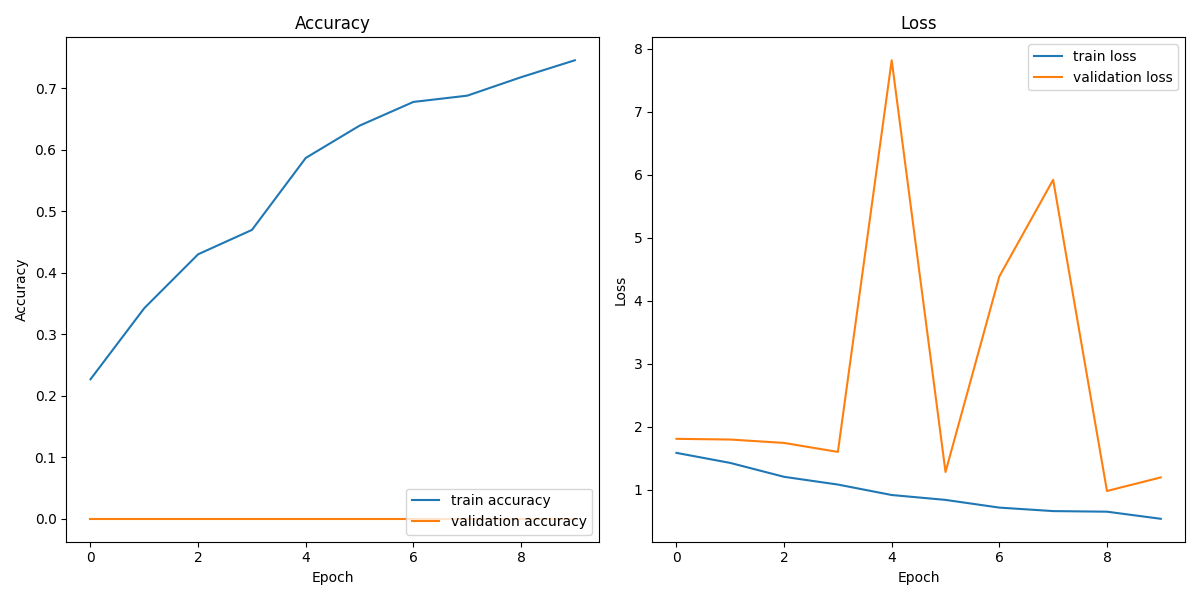 Accuracy
Loss
0.7
0.6
0.5
0.4
0.3
0.2
0.1
0.0
Accuracy
train accuracy
validation accuracy
0 2 4 6 8
Epoch
8
7
6
5
4
3
2
1
Loss
train loss
validation loss
0 2 4 6 8
Epoch